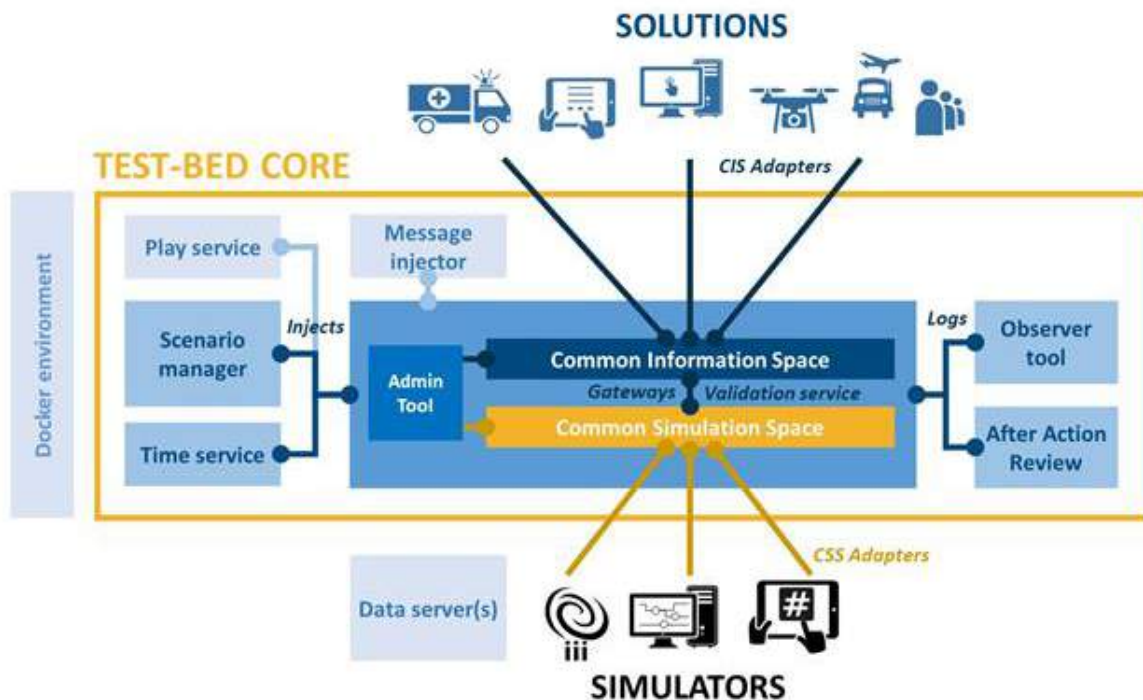 SOLUTIONS
CIS Adapters
TEST-BED CORE
Docker environment
Play service
Message
injector
Scenario
manager
Injects
Time service
Admin
Tool
Common Information Space
Gateways
Validation service
Common Simulation Space
Logs
Observer
tool
After Action
Review
CSS Adapters
Data server(s)
iii
#
SIMULATORS